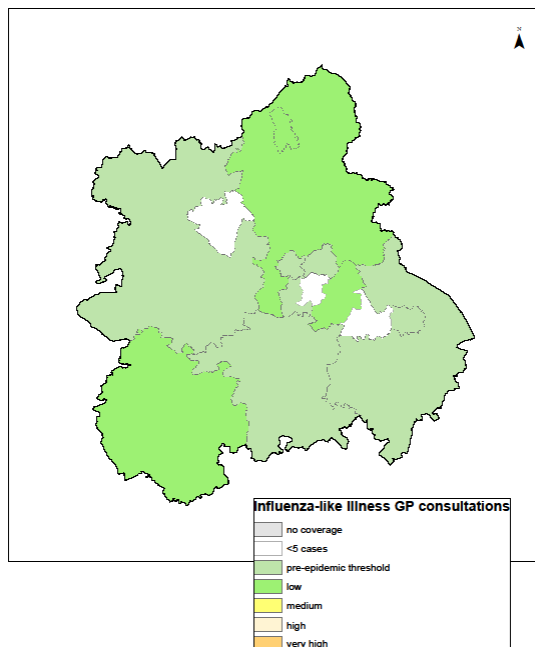 N
Influenza-like Illness GP consultations
no coverage
<5 cases
pre-epidemic threshold
low
medium
high
very high